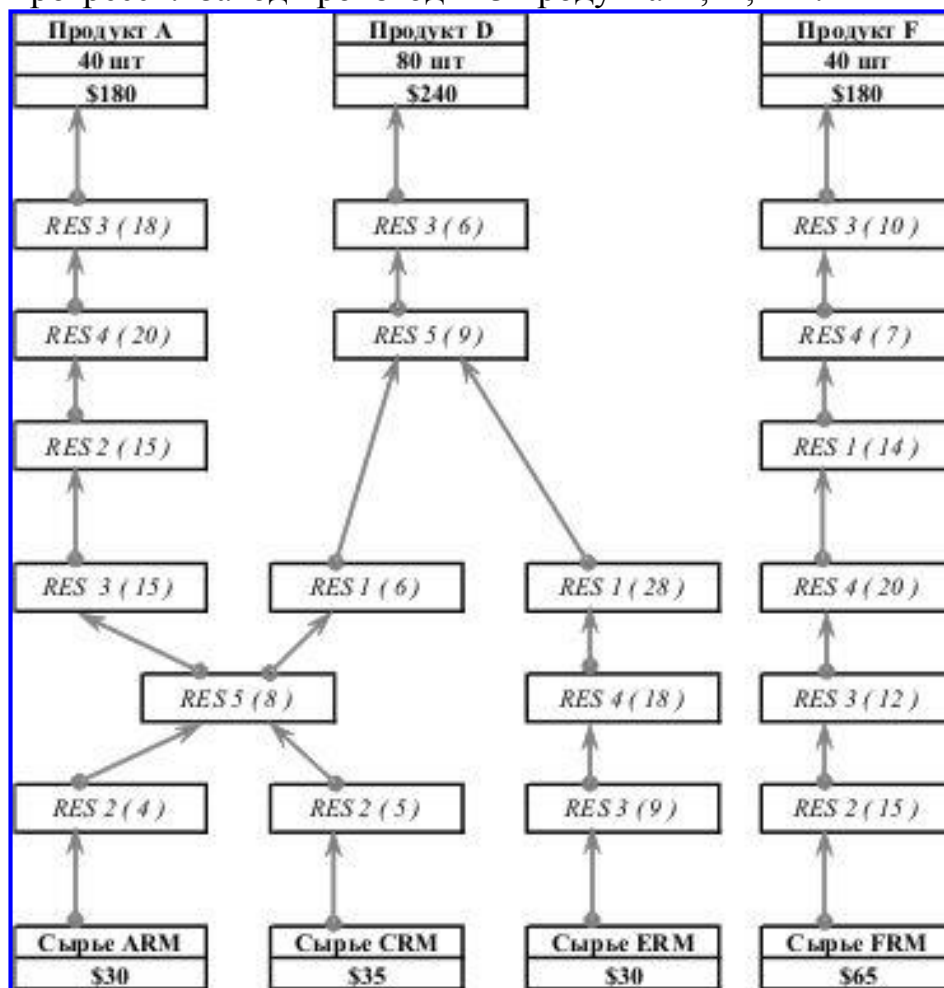 Продукт A
Продукт D
Продукт F
40 шт
80 шт
40 шт
$180
$240
$180
RES 3 ( 18 )
RES 3 ( 6 )
RES 3 ( 10 )
RES 4 ( 20 )
RES 5 ( 9 )
RES 4 ( 7 )
RES 2 ( 15 )
RES 1 ( 14 )
RES 3 ( 15 )
RES 1 ( 6 )
RES 1 ( 28 )
RES 4 ( 20 )
RES 5 ( 8 )
RES 4 ( 18 )
RES 3 ( 12 )
RES 2 ( 4 )
RES 2 ( 5 )
RES 3 ( 9 )
RES 2 ( 15 )
Сырье ARM
Сырье CRM
Сырье ERM
Сырье FRM
$30
$35
$30
$65